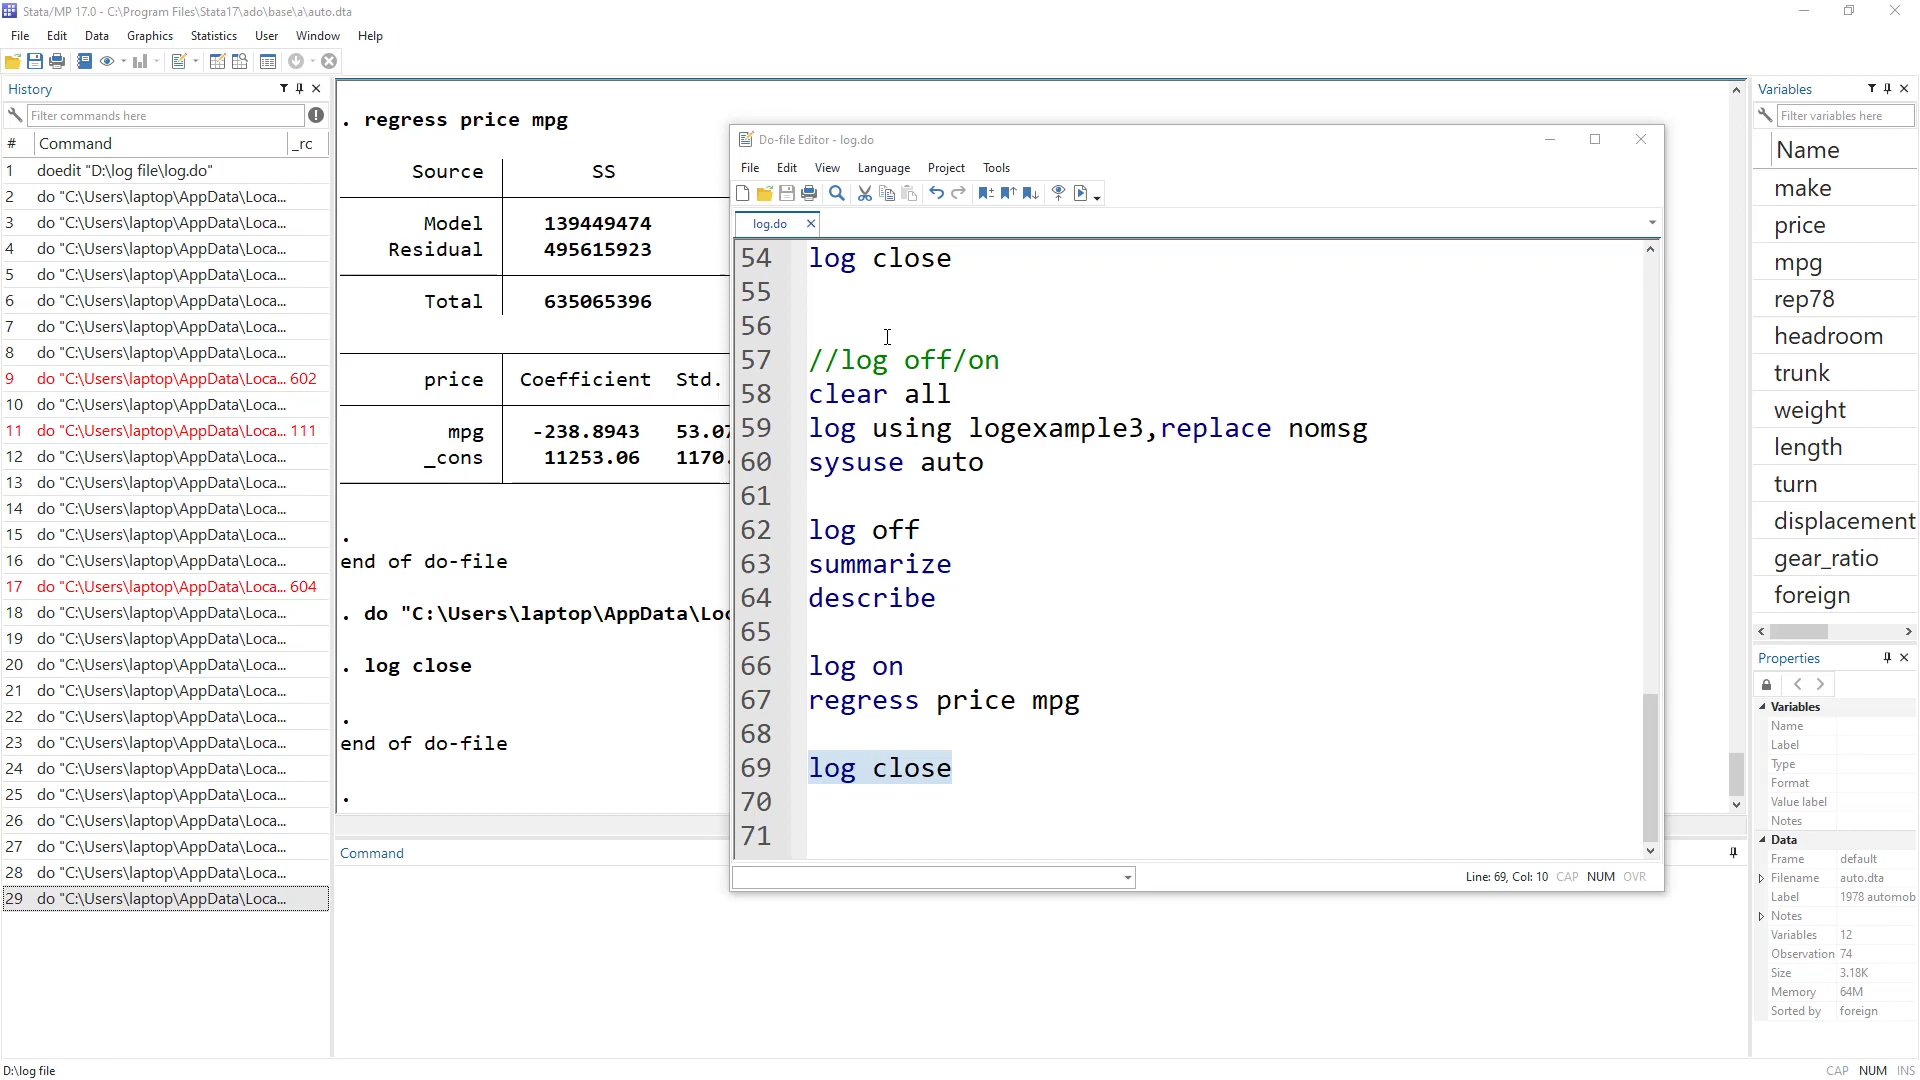 Stata/MP 17.0 - C:\Program Files\Stata17\ado\base\a\auto.dta
File Edit Data Graphics Statistics User Window Help
History
Filter commands here
# Command _rc
1 doedit "D:\log file\log.do"
2 do "C:\Users\laptop\AppData\Loca...
3 do "C:\Users\laptop\AppData\Loca...
4 do "C:\Users\laptop\AppData\Loca...
5 do "C:\Users\laptop\AppData\Loca...
6 do "C:\Users\laptop\AppData\Loca...
7 do "C:\Users\laptop\AppData\Loca...
8 do "C:\Users\laptop\AppData\Loca...
9 do "C:\Users\laptop\AppData\Loca... 602
10 do "C:\Users\laptop\AppData\Loca...
11 do "C:\Users\laptop\AppData\Loca... 111
12 do "C:\Users\laptop\AppData\Loca...
13 do "C:\Users\laptop\AppData\Loca...
14 do "C:\Users\laptop\AppData\Loca...
15 do "C:\Users\laptop\AppData\Loca...
16 do "C:\Users\laptop\AppData\Loca...
17 do "C:\Users\laptop\AppData\Loca... 604
18 do "C:\Users\laptop\AppData\Loca...
19 do "C:\Users\laptop\AppData\Loca...
20 do "C:\Users\laptop\AppData\Loca...
21 do "C:\Users\laptop\AppData\Loca...
22 do "C:\Users\laptop\AppData\Loca...
23 do "C:\Users\laptop\AppData\Loca...
24 do "C:\Users\laptop\AppData\Loca...
25 do "C:\Users\laptop\AppData\Loca...
26 do "C:\Users\laptop\AppData\Loca...
27 do "C:\Users\laptop\AppData\Loca...
28 do "C:\Users\laptop\AppData\Loca...
29 do "C:\Users\laptop\AppData\Loca...
. regress price mpg
Source SS
Model 139449474
Residual 495615923
Total 635065396
price Coefficient Std.
mpg -238.8943 53.07
_cons 11253.06 1170.
.
end of do-file
. do "C:\Users\laptop\AppData\Loc
. log close
.
end of do-file
.
Command
Do-file Editor - log.do
File Edit View Language Project Tools
log.do
54 log close
55
56
57 //log off/on
58 clear all
59 log using logexample3,replace nomsg
60 sysuse auto
61
62 log off
63 summarize
64 describe
65
66 log on
67 regress price mpg
68
69 log close
70
71
Line: 69, Col: 10 CAP NUM OVR
Variables
Filter variables here
Name
make
price
mpg
rep78
headroom
trunk
weight
length
turn
displacement
gear_ratio
foreign
Properties
Variables
Name
Label
Type
Format
Value label
Notes
Data
Frame default
Filename auto.dta
Label 1978 automob
Notes
Variables 12
Observation 74
Size 3.18K
Memory 64M
Sorted by foreign
D:\log file
CAP NUM INS